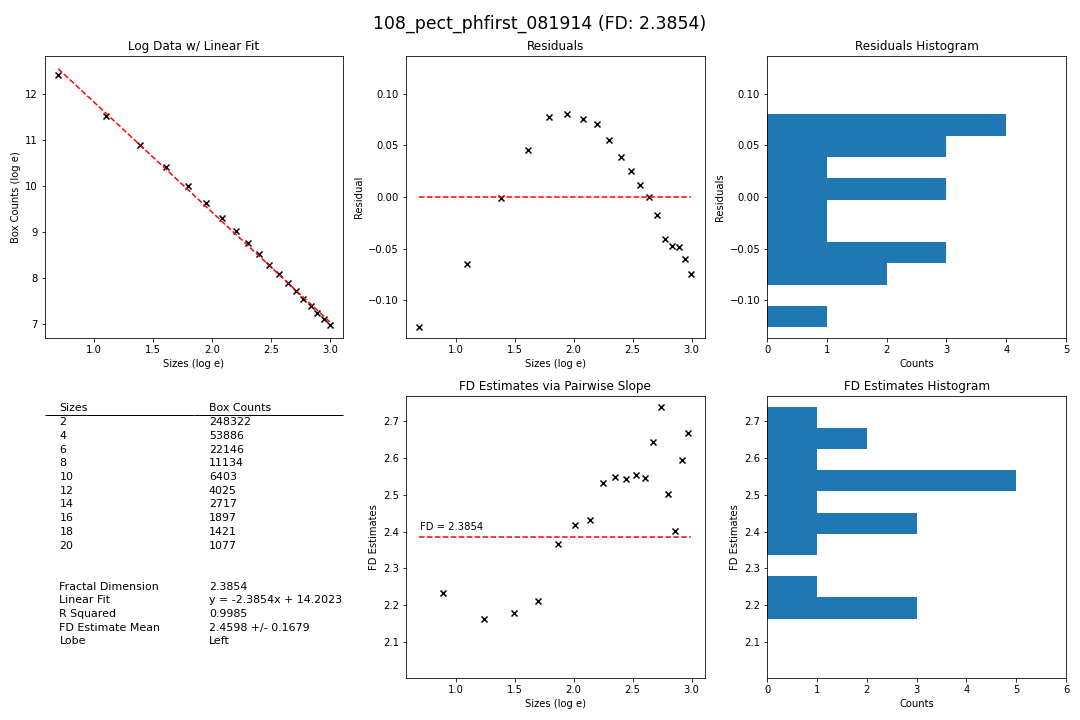 108_pect_phfirst_081914 (FD: 2.3854)
Log Data w/ Linear Fit
Box Counts (log e)
12
11
10
9
8
7
1.0 1.5 2.0 2.5 3.0
Sizes (log e)
Residuals
Residual
0.10
0.05
0.00
−0.05
−0.10
1.0 1.5 2.0 2.5 3.0
Sizes (log e)
Residuals Histogram
Residuals
0.10
0.05
0.00
−0.05
−0.10
0 1 2 3 4 5
Counts
Sizes Box Counts
2 248322
4 53886
6 22146
8 11134
10 6403
12 4025
14 2717
16 1897
18 1421
20 1077
Fractal Dimension 2.3854
Linear Fit y = -2.3854x + 14.2023
R Squared 0.9985
FD Estimate Mean 2.4598 +/- 0.1679
Lobe Left
FD Estimates via Pairwise Slope
FD Estimates
2.7
2.6
2.5
2.4
2.3
2.2
2.1
FD = 2.3854
1.0 1.5 2.0 2.5 3.0
Sizes (log e)
FD Estimates Histogram
FD Estimates
2.7
2.6
2.5
2.4
2.3
2.2
2.1
0 1 2 3 4 5 6
Counts